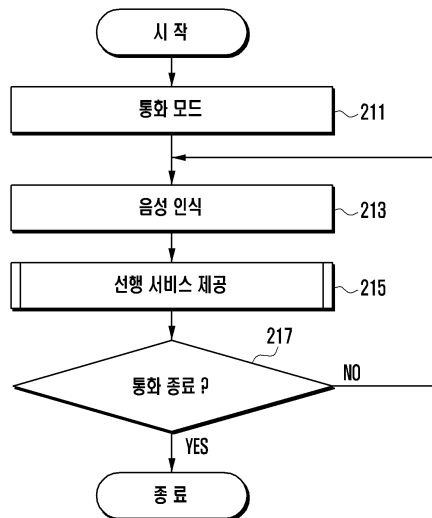 시 작
통화 모드
211
음성 인식
213
선행 서비스 제공
215
217
통화 종료 ?
NO
YES
종 료